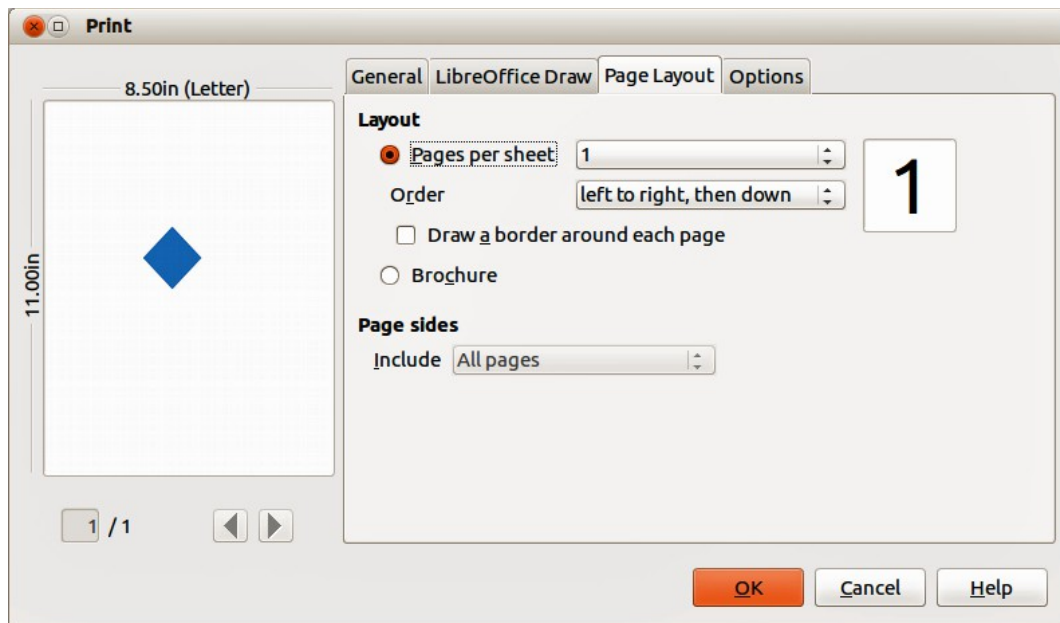 Print
8.50in (Letter)
11.00in
1 / 1
General LibreOffice Draw Page Layout Options
Layout
Pages per sheet 1
1
Order left to right, then down
Draw a border around each page
Brochure
Page sides
Include All pages
OK Cancel Help